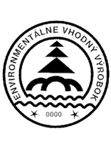 ENVIRONMENTÁLNE VHODNÝ VÝROBOK
0000